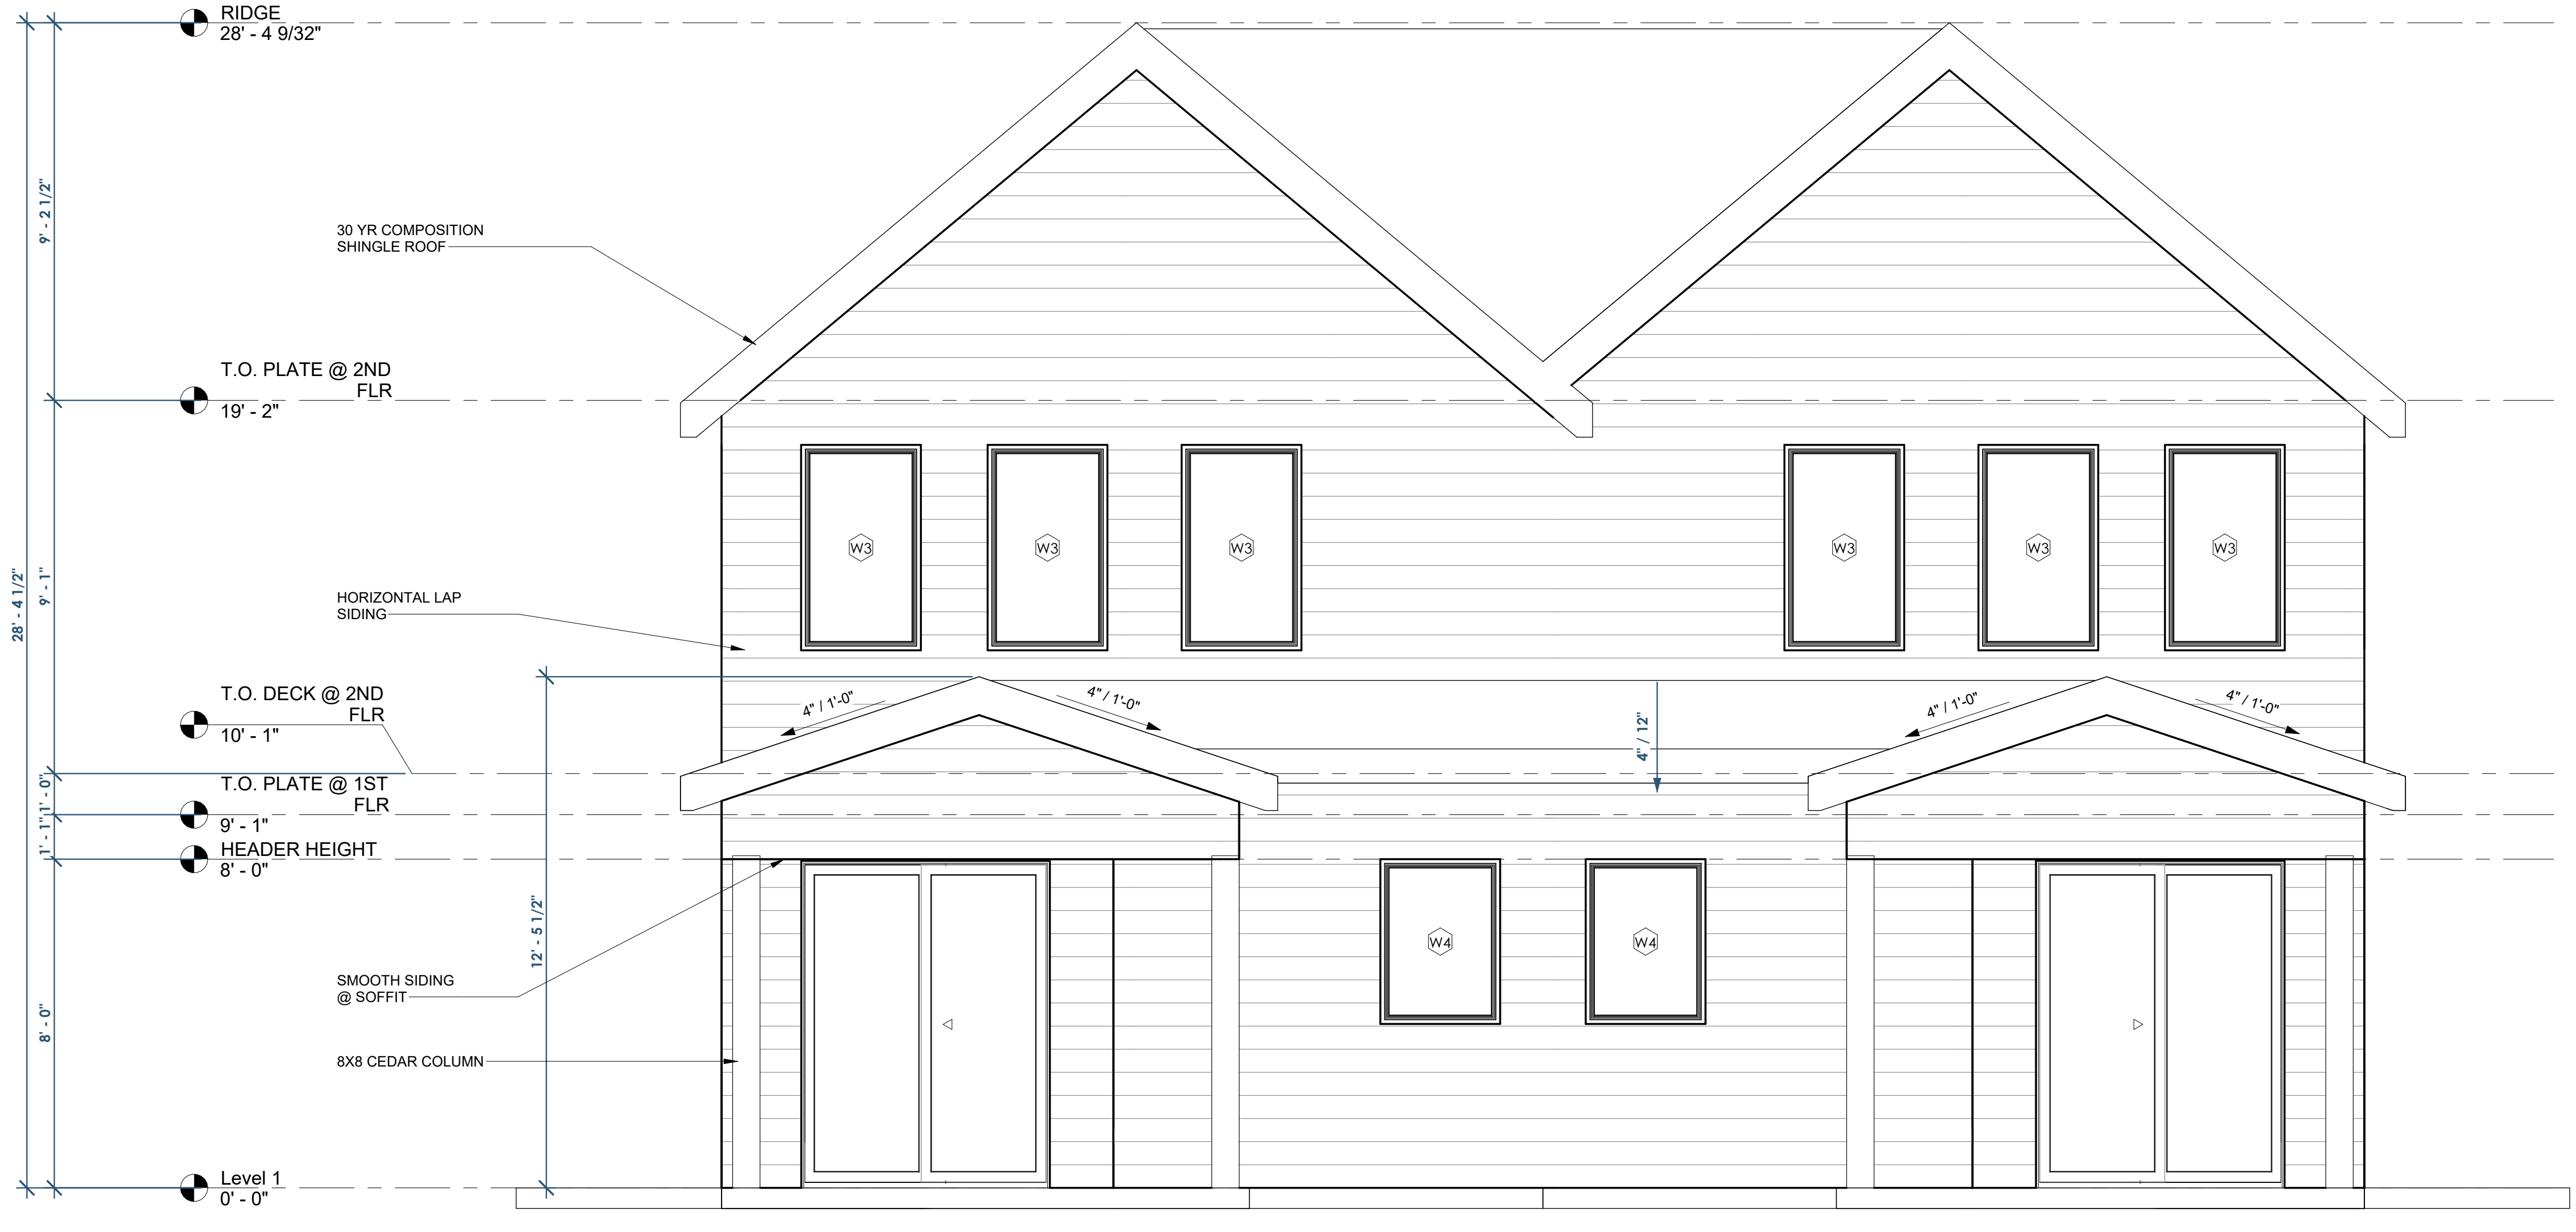 RIDGE
28' - 4 9/32"
9' - 2 1/2"
30 YR COMPOSITION
SHINGLE ROOF
T.O. PLATE @ 2ND
FLR
19' - 2"
W3
W3
W3
W3
W3
W3
28' - 4 1/2"
9' - 1"
HORIZONTAL LAP
SIDING
T.O. DECK @ 2ND
FLR
10' - 1"
4" / 1'-0"
4" / 1'-0"
4" / 12"
4" / 1'-0"
4" / 1'-0"
1' - 0"
T.O. PLATE @ 1ST
FLR
9' - 1"
1' - 1"
HEADER HEIGHT
8' - 0"
12' - 5 1/2"
W4
W4
SMOOTH SIDING
@ SOFFIT
8' - 0"
8X8 CEDAR COLUMN
Level 1
0' - 0"